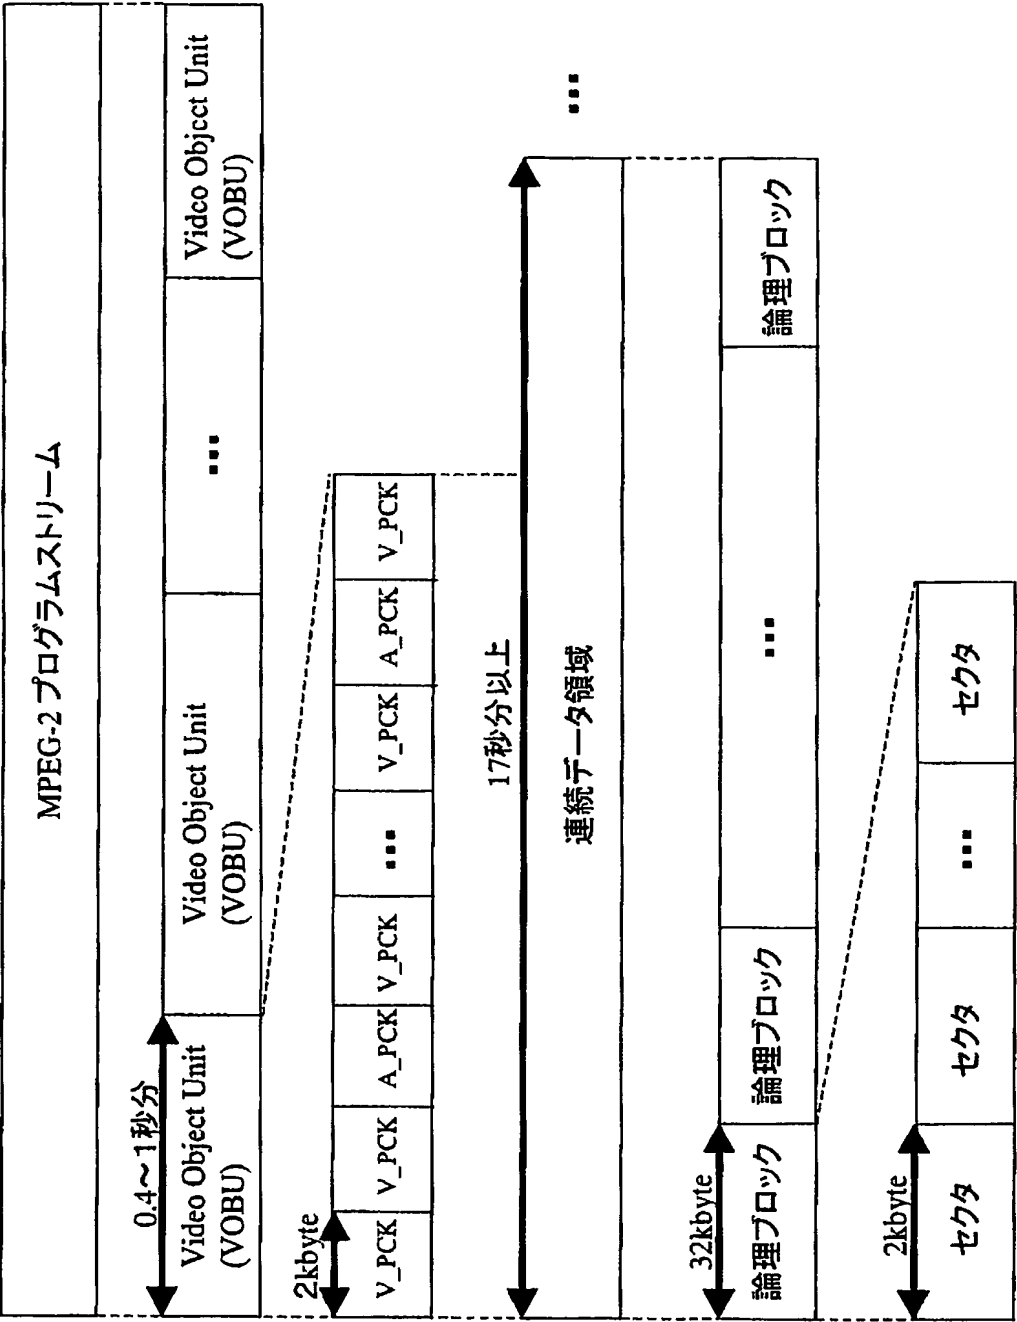 MPEG-2 プログラムストリーム
0.4〜1秒分
Video Object Unit
(VOBU)
Video Object Unit
(VOBU)
...
Video Object Unit
(VOBU)
2kbyte
V_PCK
V_PCK
A_PCK
V_PCK
...
V_PCK
A_PCK
V_PCK
17秒分以上
連続データ領域
...
32kbyte
論理ブロック
論理ブロック
...
論理ブロック
2kbyte
セクタ
セクタ
...
セクタ